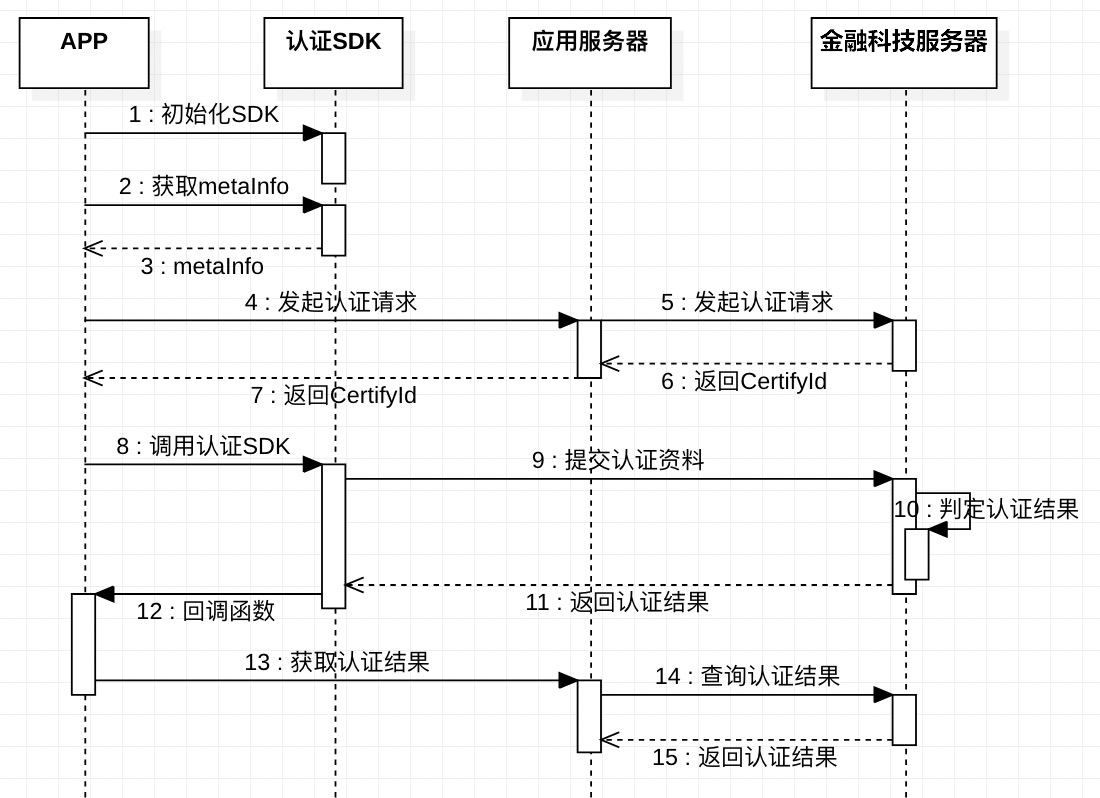 APP
认证SDK
应用服务器
金融科技服务器
1 : 初始化SDK
2 : 获取metaInfo
3 : metaInfo
4 : 发起认证请求
5 : 发起认证请求
6 : 返回CertifyId
7 : 返回CertifyId
8 : 调用认证SDK
9 : 提交认证资料
10 : 判定认证结果
11 : 返回认证结果
12 : 回调函数
13 : 获取认证结果
14 : 查询认证结果
15 : 返回认证结果